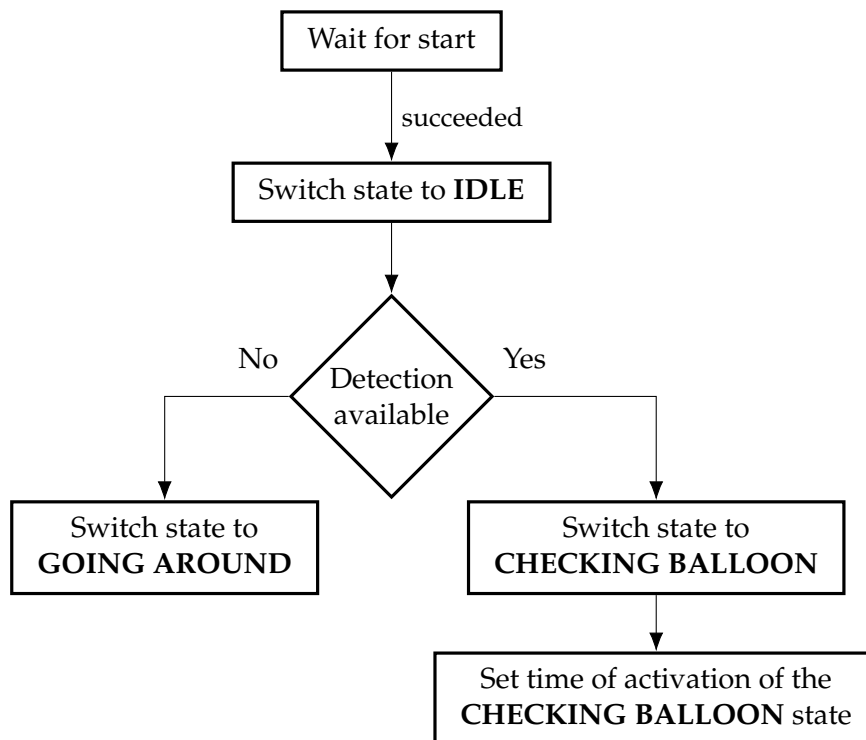 Wait for start
succeeded
Switch state to IDLE
No
Yes
Detection
available
Switch state to
GOING AROUND
Switch state to
CHECKING BALLOON
Set time of activation of the
CHECKING BALLOON state